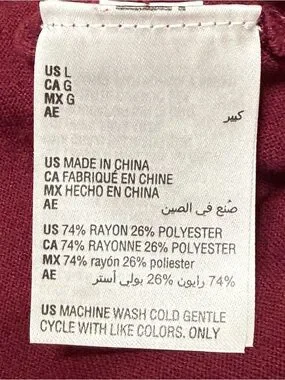 US L
CA G
MX G
AE كبير
US MADE IN CHINA
CA FABRIQUÉ EN CHINE
MX HECHO EN CHINA
AE صنع في الصين
US 74% RAYON 26% POLYESTER
CA 74% RAYONNE 26% POLYESTER
MX 74% rayón 26% poliester
AE 74% رايون 26% بولي أستر
US MACHINE WASH COLD GENTLE
CYCLE WITH LIKE COLORS. ONLY